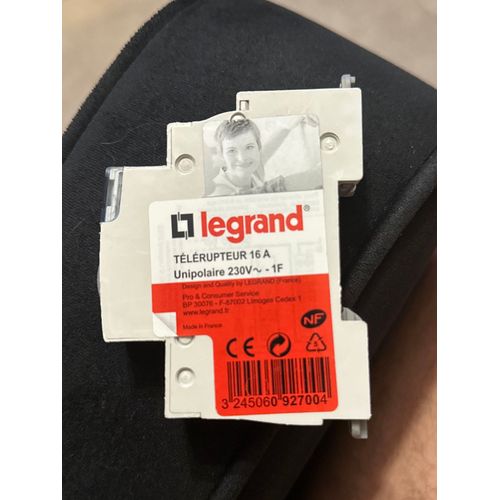 legrand®
TÉLÉRUPTEUR 16 A
Unipolaire 230V~ - 1F
Design and Quality by LEGRAND (France)
Pro & Consumer Service
BP 30076 - F-87002 Limoges Cedex 1
www.legrand.fr
Made in France
NF
CE
3 245060 927004